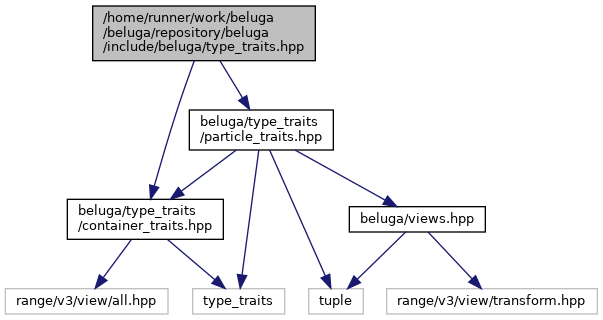 /home/runner/work/beluga
/beluga/repository/beluga
/include/beluga/type_traits.hpp
beluga/type_traits
/particle_traits.hpp
beluga/type_traits
/container_traits.hpp
beluga/views.hpp
range/v3/view/all.hpp
type_traits
tuple
range/v3/view/transform.hpp